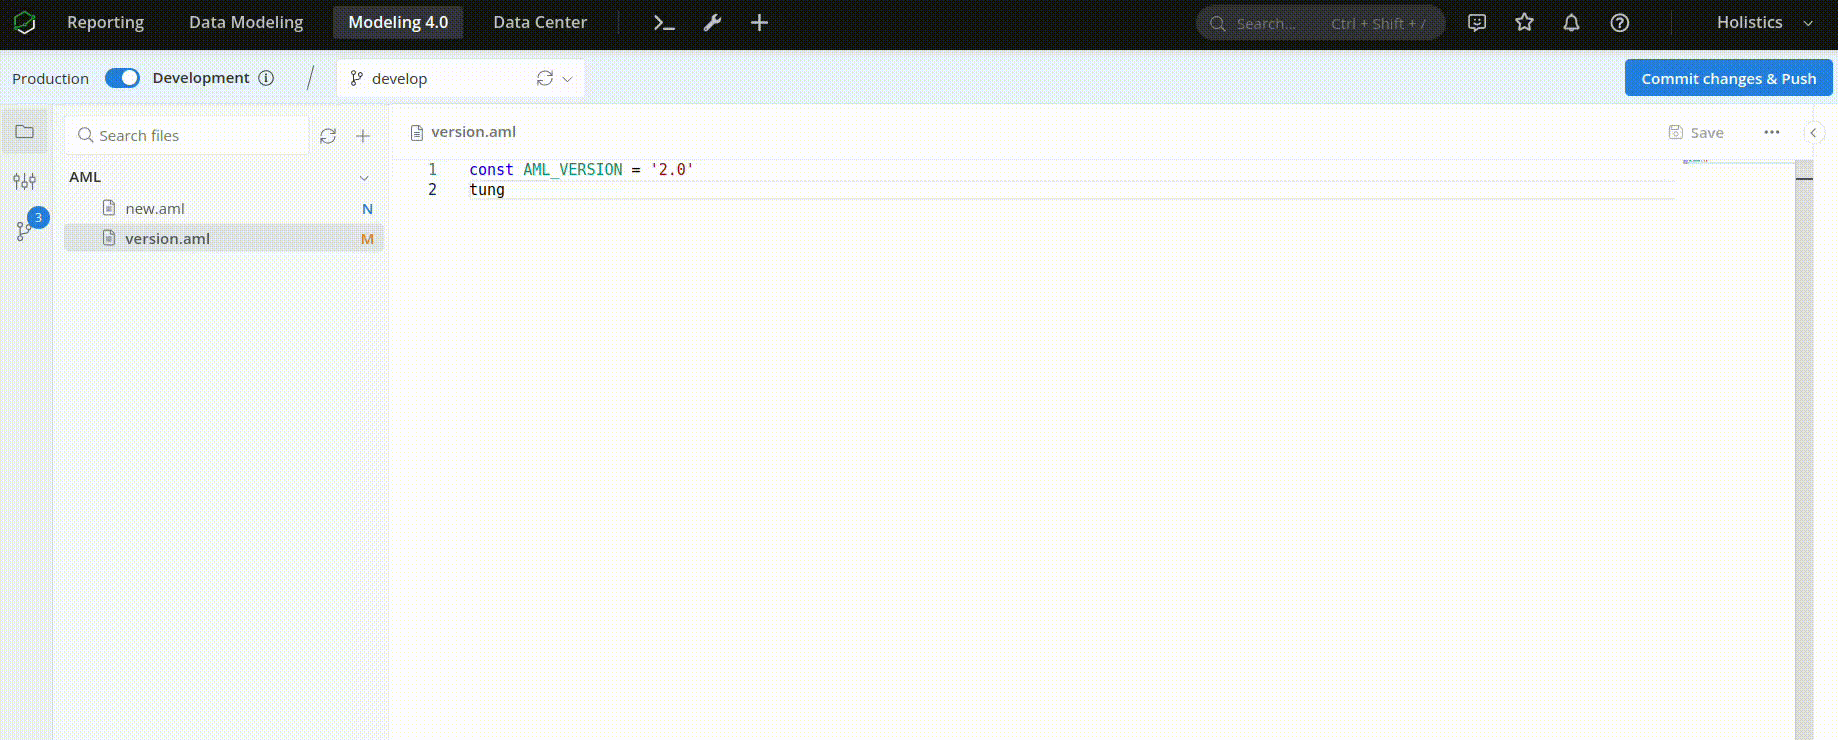 Reporting Data Modeling Modeling 4.0 Data Center Search... Ctrl + Shift + / Holistics
Production Development develop Commit changes & Push
Search files
AML
new.aml N
version.aml M
3
version.aml Save
1 const AML_VERSION = '2.0'
2 tung